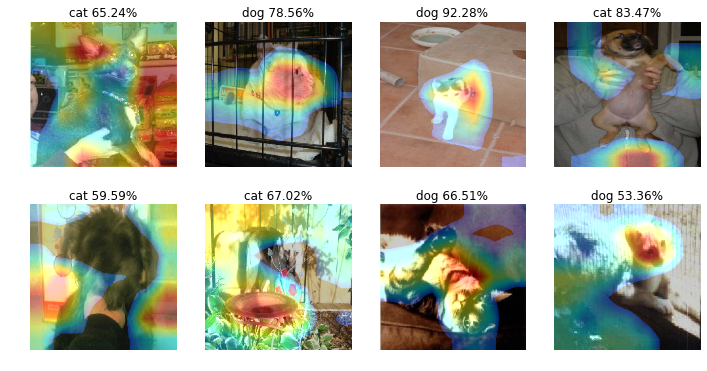 cat 65.24%
dog 78.56%
dog 92.28%
cat 83.47%
cat 59.59%
cat 67.02%
dog 66.51%
dog 53.36%